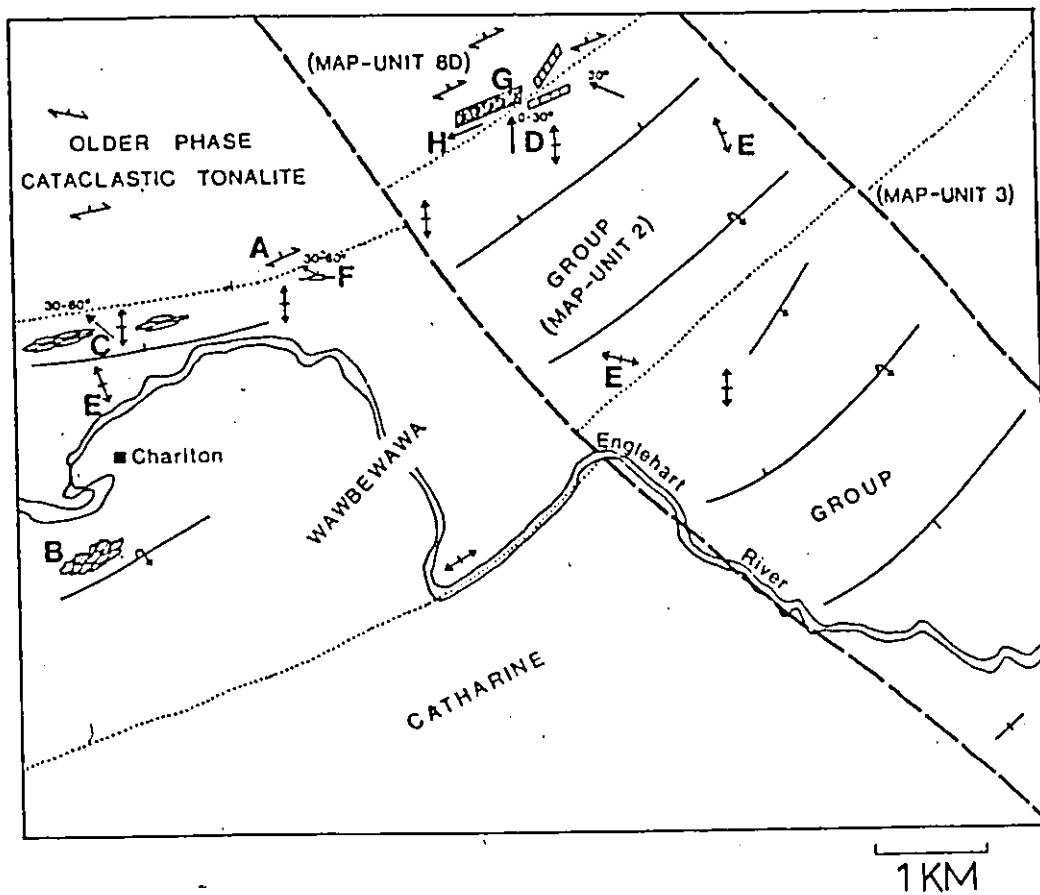 (MAP-UNIT 8D)
G
30°
0-30°
H
D
E
OLDER PHASE
CATACLASTIC TONALITE
(MAP-UNIT 3)
A
30-60°
F
GROUP
(MAP-UNIT 2)
30-60°
C
E
E
Charlton
WAWBEWAWA
Englehart
River
GROUP
B
CATHARINE
1 KM